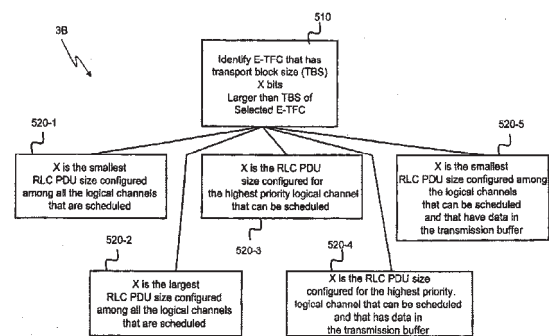 510
3B
Identify E-TFC that has
transport block size (TBS)
X bits
Larger than TBS of
Selected E-TFC
520-1
520-5
X is the smallest
RLC PDU size configured
among all the logical channels
that are scheduled
X is the RLC PDU
size configured for
the highest priority logical channel
that can be scheduled
X is the smallest
RLC PDU size configured among
the logical channels
that can be scheduled
and that have data in
the transmission buffer
520-3
520-2
520-4
X is the largest
RLC PDU size configured
among all the logical channels
that are scheduled
X is the RLC PDU size
configured for the highest priority.
logical channel that can be scheduled
and that has data in
the transmission buffer